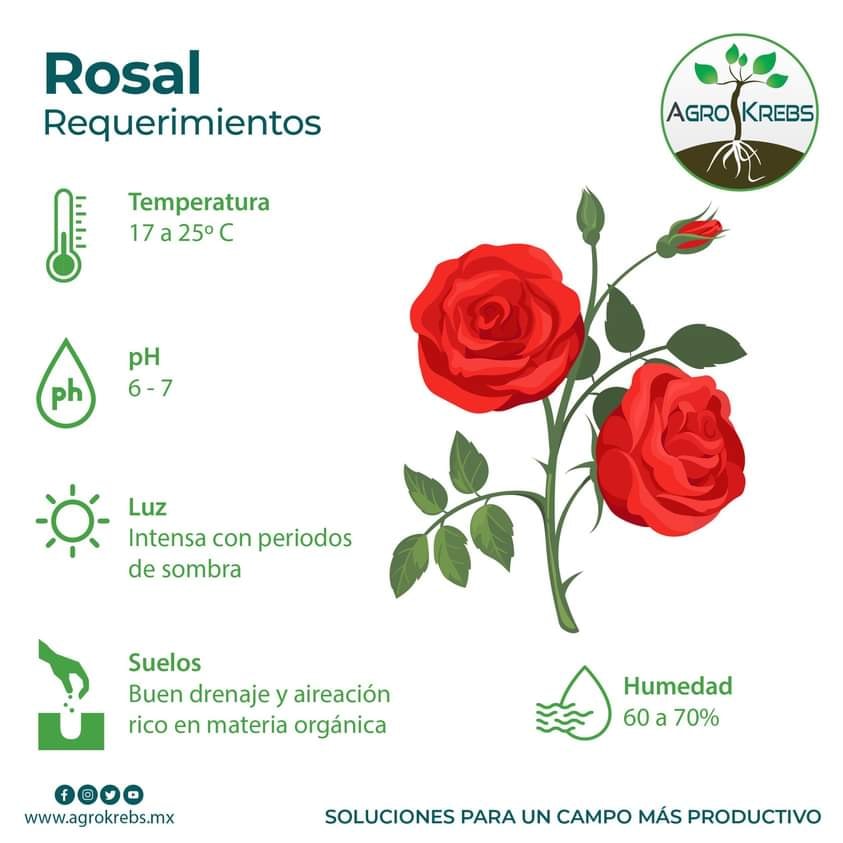 Rosal
Requerimientos
AGRO KREBS
Temperatura
17 a 25º C
ph
pH
6 - 7
Luz
Intensa con periodos
de sombra
Suelos
Buen drenaje y aireación
rico en materia orgánica
Humedad
60 a 70%
www.agrokrebs.mx
SOLUCIONES PARA UN CAMPO MÁS PRODUCTIVO